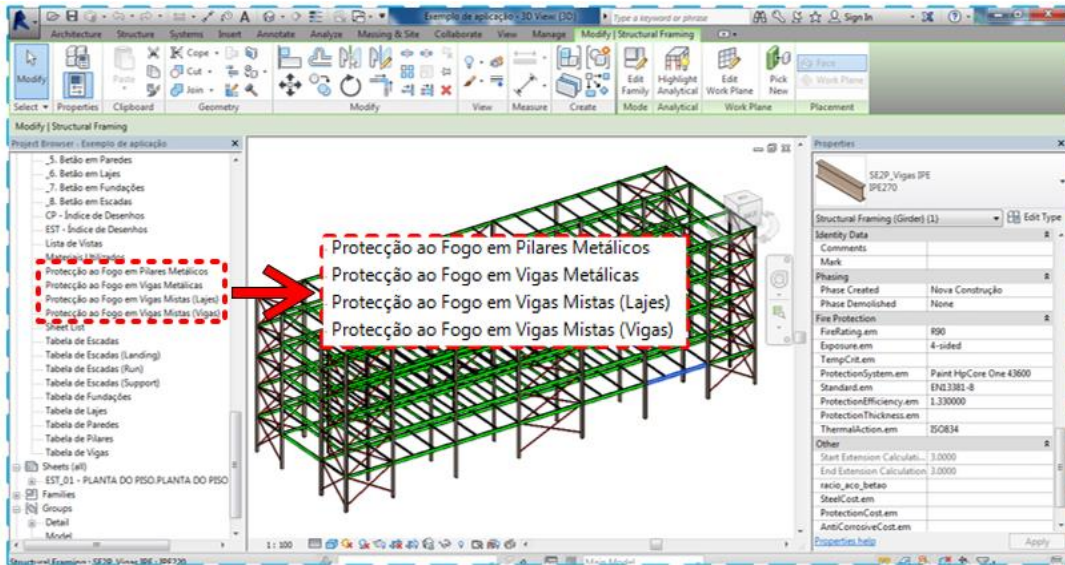 Exemplo de aplicação - 3D View: {3D}
Type a keyword or phrase
Sign In
Architecture Structure Systems Insert Annotate Analyze Massing & Site Collaborate View Manage Modify | Structural Framing
Modify
Paste
Cope
Cut
Join
Edit Family
Highlight Analytical
Edit Work Plane
Pick New
Face
Work Plane
Select Properties Clipboard Geometry Modify View Measure Create Mode Analytical Work Plane Placement
Modify | Structural Framing
Project Browser - Exemplo de aplicação
_5. Betão em Paredes
_6. Betão em Lajes
_7. Betão em Fundações
_8. Betão em Escadas
CP - Índice de Desenhos
EST - Índice de Desenhos
Lista de Vistas
Materiais Utilizados
Protecção ao Fogo em Pilares Metálicos
Protecção ao Fogo em Vigas Metálicas
Protecção ao Fogo em Vigas Mistas (Lajes)
Protecção ao Fogo em Vigas Mistas (Vigas)
Sheet List
Tabela de Escadas
Tabela de Escadas (Landing)
Tabela de Escadas (Run)
Tabela de Escadas (Support)
Tabela de Fundações
Tabela de Lajes
Tabela de Paredes
Tabela de Pilares
Tabela de Vigas
Sheets (all)
EST_01 - PLANTA DO PISO.PLANTA DO PISO
Families
Groups
Detail
Model
Protecção ao Fogo em Pilares Metálicos
Protecção ao Fogo em Vigas Metálicas
Protecção ao Fogo em Vigas Mistas (Lajes)
Protecção ao Fogo em Vigas Mistas (Vigas)
1 : 100
Properties
SE2P_Vigas IPE
IPE270
Structural Framing (Girder) (1) Edit Type
Identity Data
Comments
Mark
Phasing
Phase Created Nova Construção
Phase Demolished None
Fire Protection
FireRating.em R90
Exposure.em 4-sided
TempCrit.em
ProtectionSystem.em Paint HpCore One 43600
Standard.em EN13381-8
ProtectionEfficiency.em 1.330000
ProtectionThickness.em
ThermalAction.em ISO834
Other
Start Extension Calculati... 3.0000
End Extension Calculation 3.0000
racio_aco_betao
SteelCost.em
ProtectionCost.em
AntiCorrosiveCost.em
Properties help Apply
Structural Framing : SE2P_Vigas IPE : IPE220
Main Model